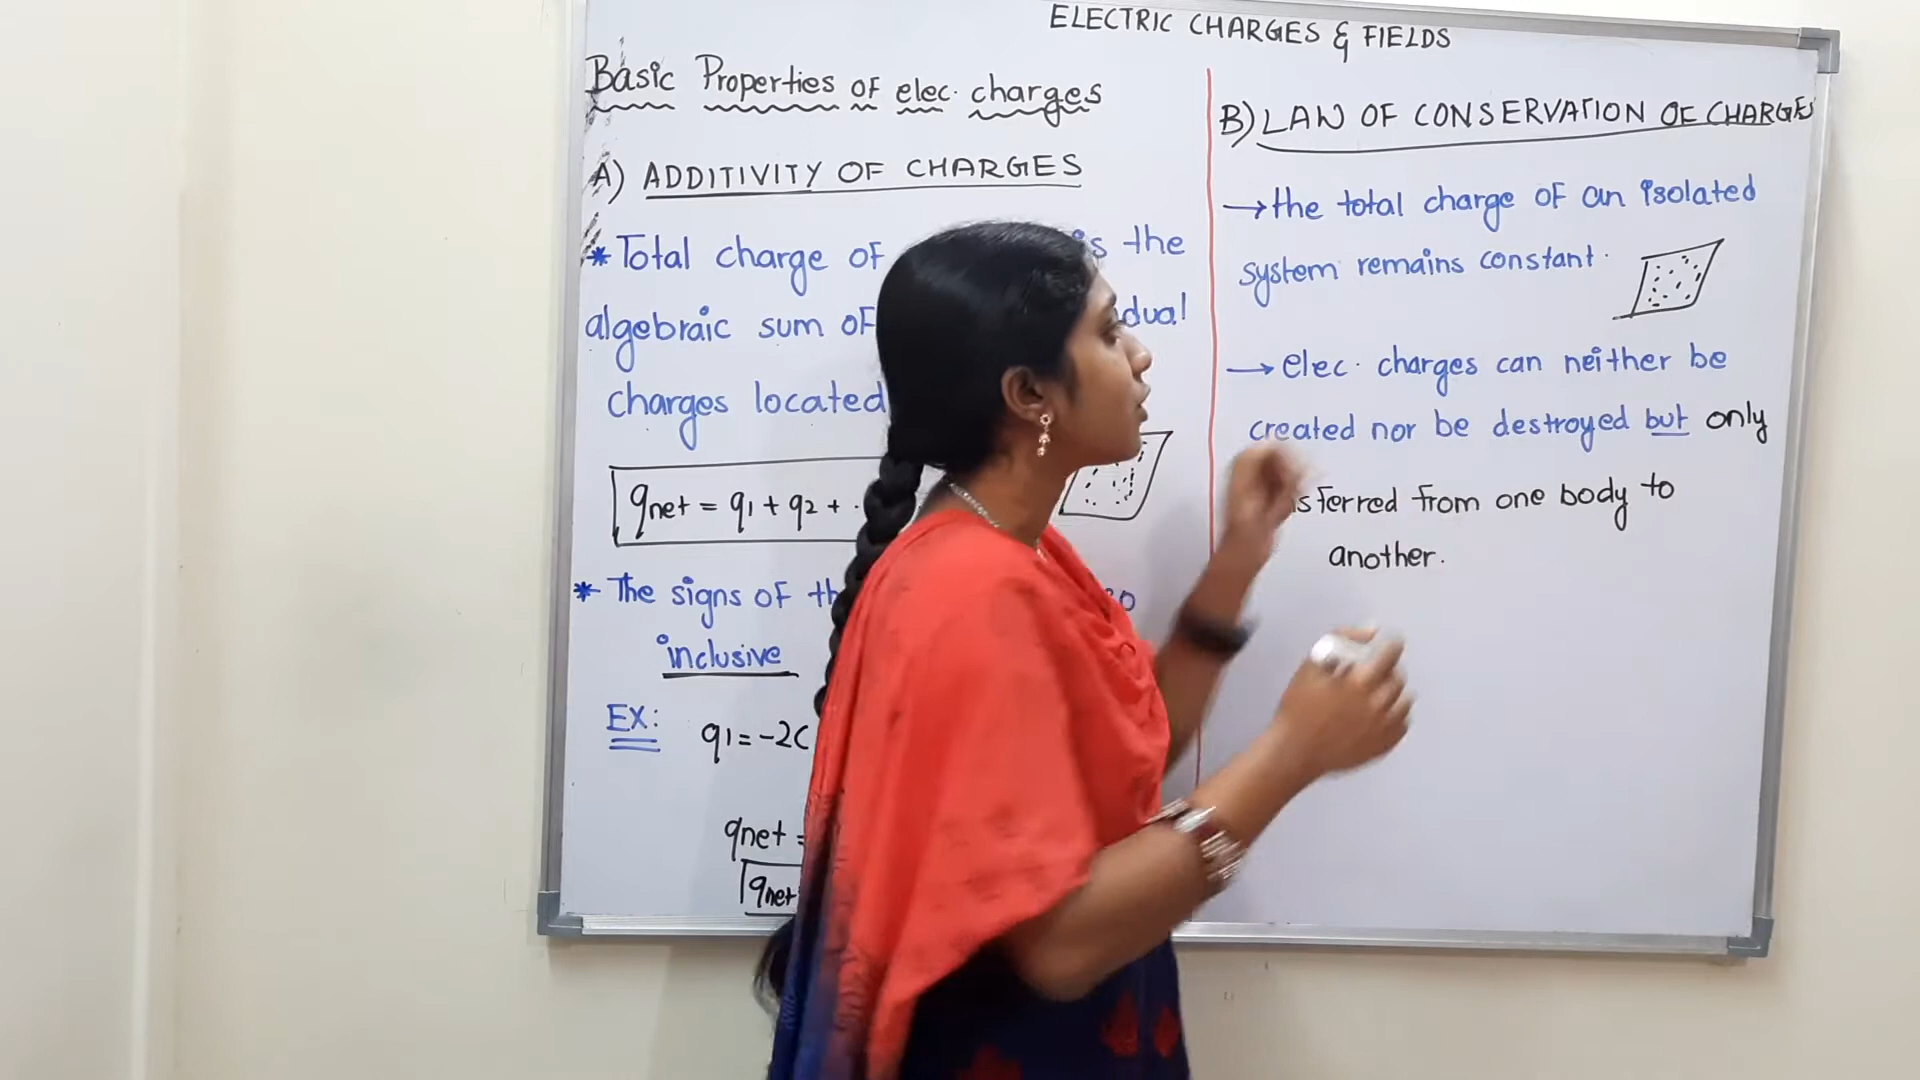 ELECTRIC CHARGES & FIELDS
Basic Properties of elec. charges
A) ADDITIVITY OF CHARGES
* Total charge of the
algebraic sum of
charges located
qnet = q1 + q2 + .
* The signs of
inclusive
EX:
q1 = -2C
qnet =
qnet
B) LAW OF CONSERVATION OF CHARGES
→ the total charge of an isolated
system remains constant.
→ elec. charges can neither be
created nor be destroyed but only
sferred from one body to
another.